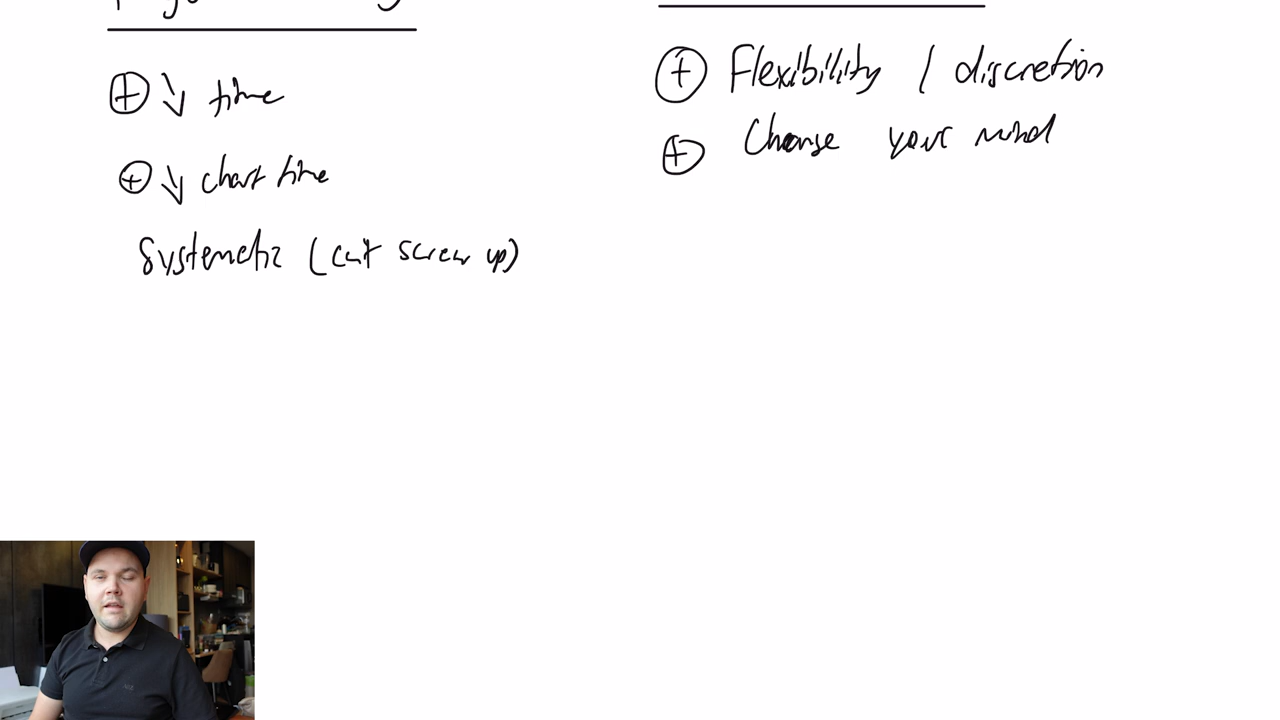 + ↘ time
+ ↘ chart time
Systematic (can't screw up)
+ Flexibility / discretion
+ Change your mind